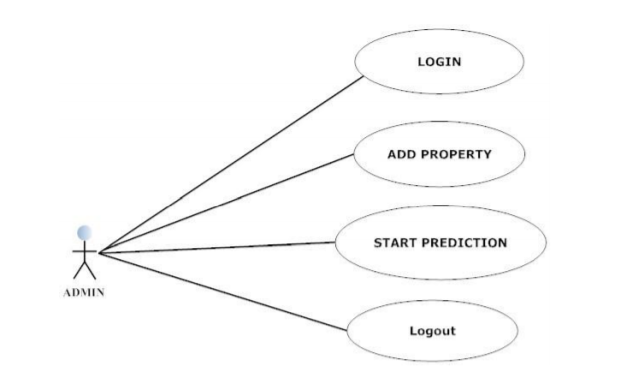 LOGIN
ADD PROPERTY
START PREDICTION
ADMIN
Logout